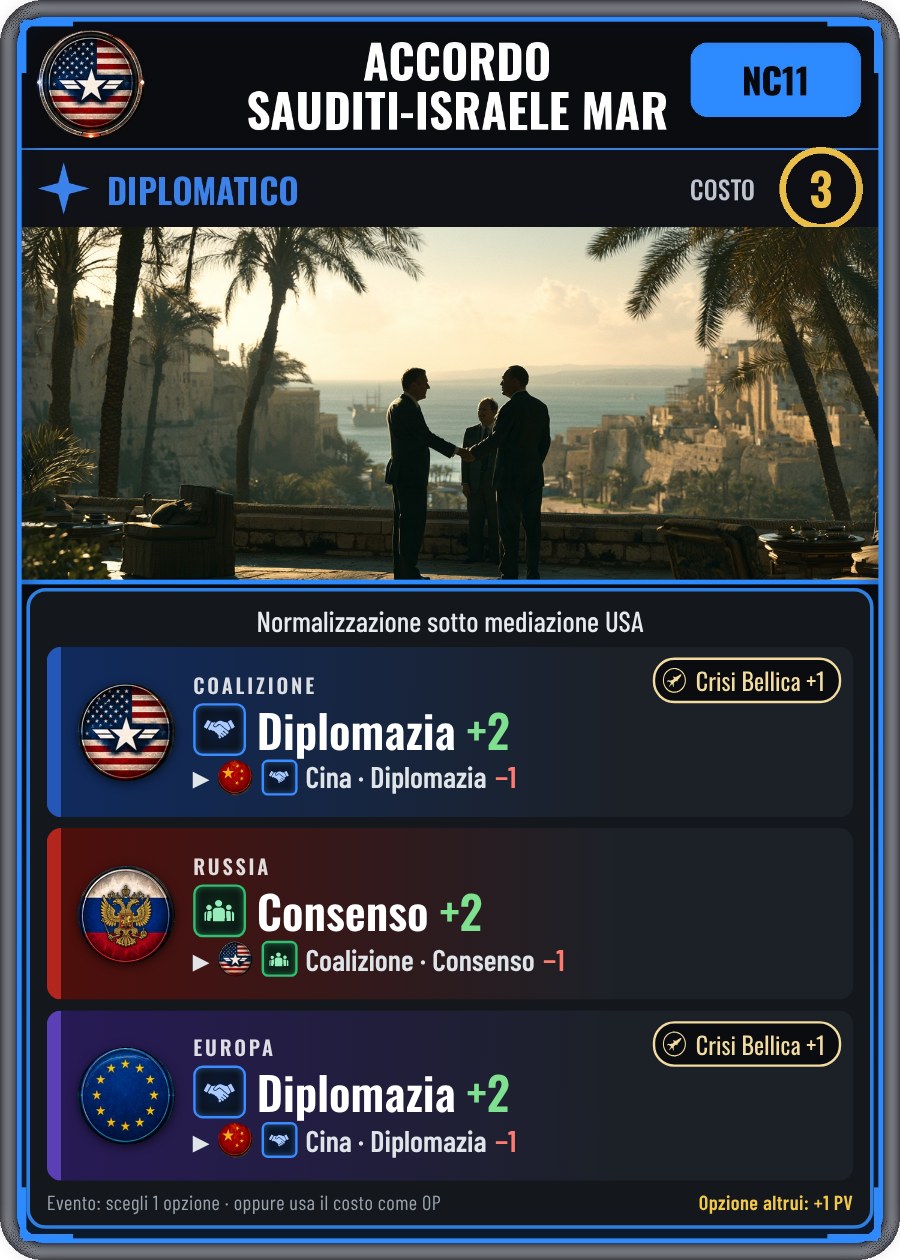 ACCORDO
SAUDITI-ISRAELE MAR
NC11
DIPLOMATICO
COSTO
3
Normalizzazione sotto mediazione USA
COALIZIONE
Crisi Bellica +1
Diplomazia +2
▶ Cina · Diplomazia −1
RUSSIA
Consenso +2
▶ Coalizione · Consenso −1
EUROPA
Crisi Bellica +1
Diplomazia +2
▶ Cina · Diplomazia −1
Evento: scegli 1 opzione · oppure usa il costo come OP
Opzione altrui: +1 PV